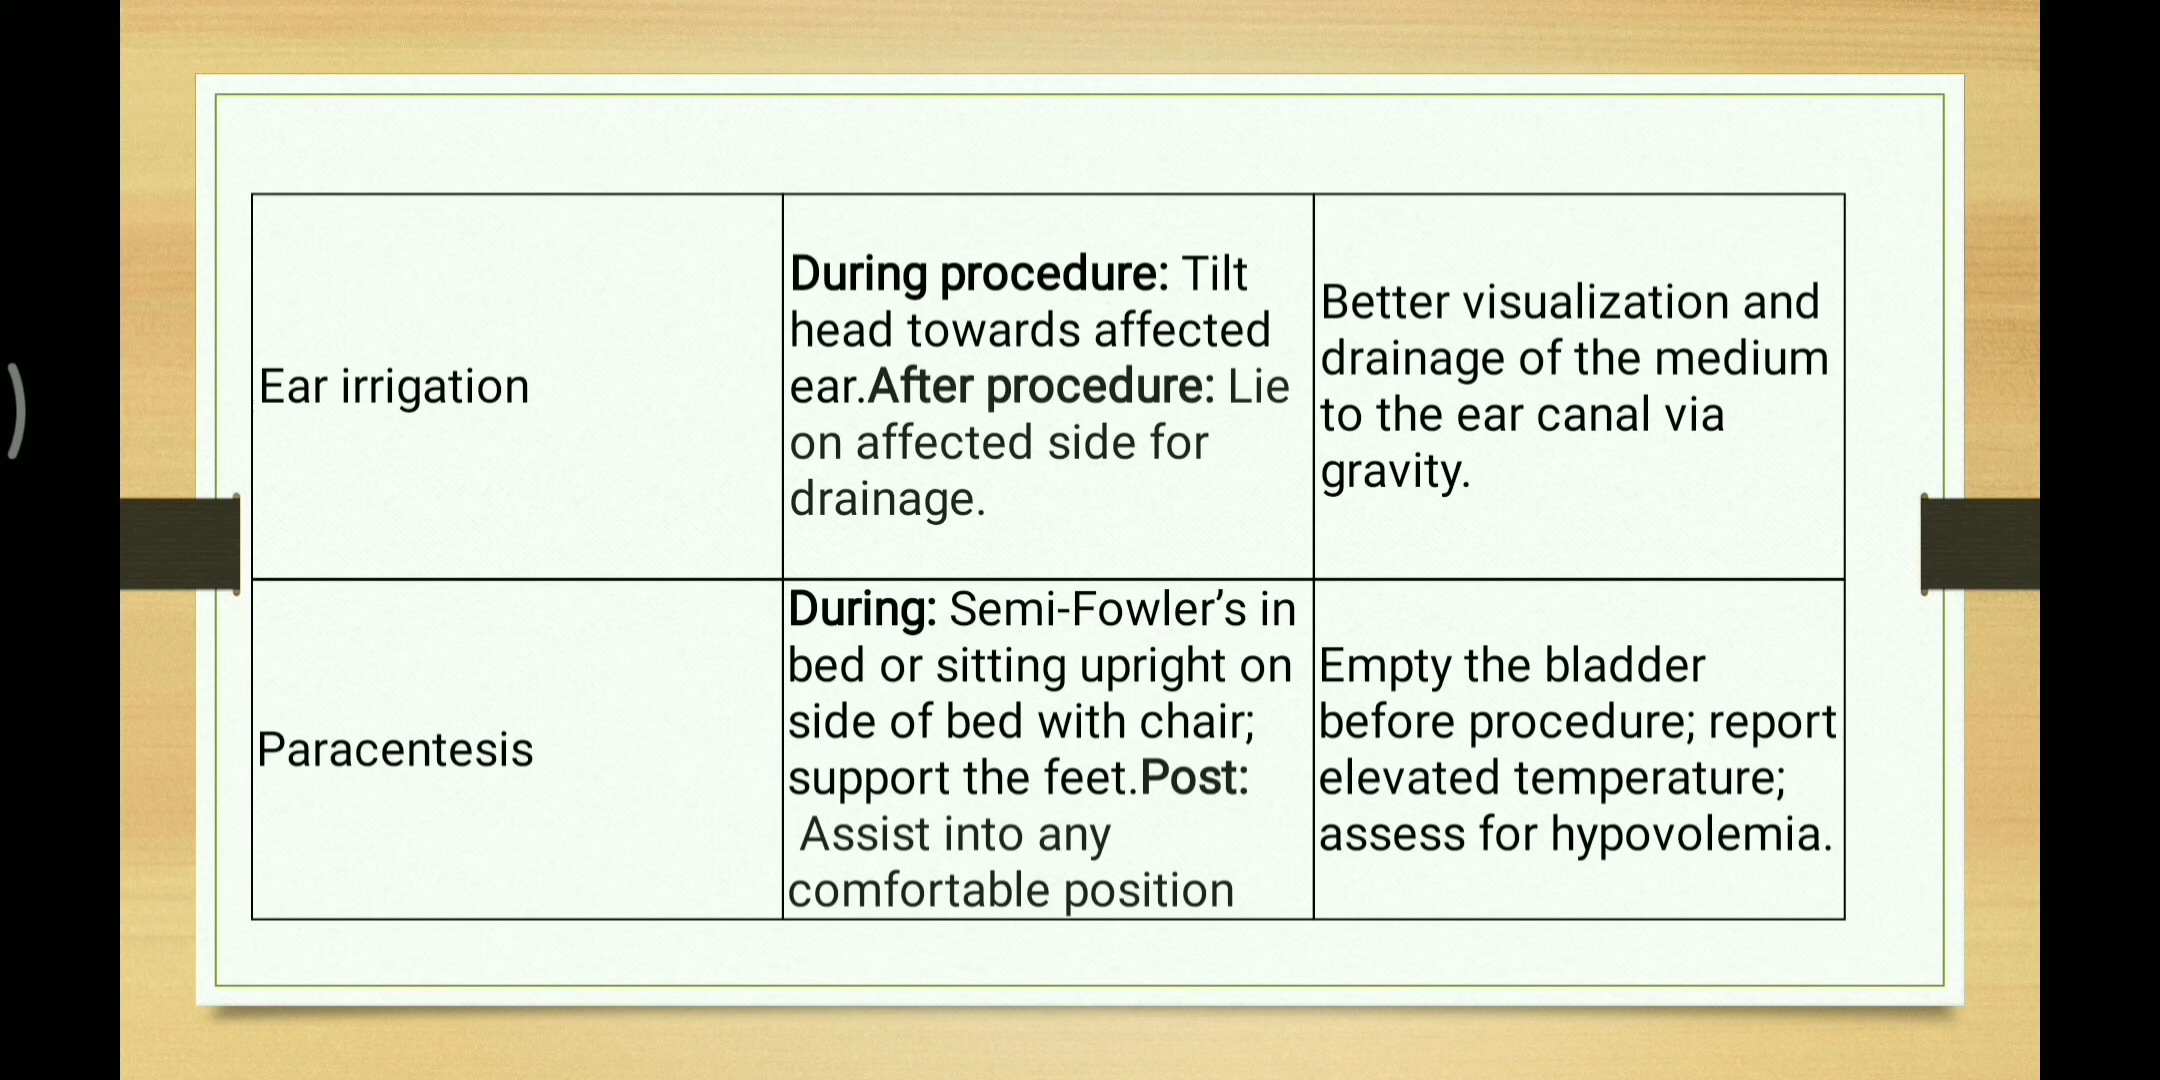 Ear irrigation
During procedure: Tilt
head towards affected
ear.After procedure: Lie
on affected side for
drainage.
Better visualization and
drainage of the medium
to the ear canal via
gravity.
Paracentesis
During: Semi-Fowler’s in
bed or sitting upright on
side of bed with chair;
support the feet.Post:
Assist into any
comfortable position
Empty the bladder
before procedure; report
elevated temperature;
assess for hypovolemia.